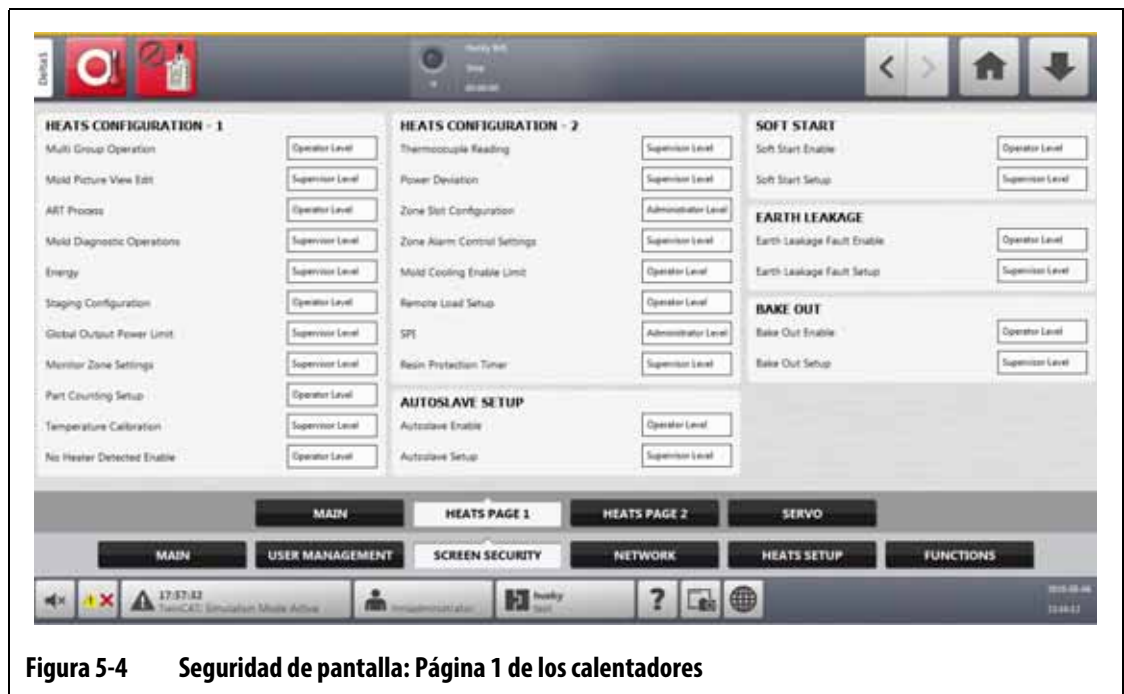 Delta3
Husky
Stop
HEATS CONFIGURATION - 1
Multi Group Operation Operator Level
Mold Picture View Edit Supervisor Level
ART Process Operator Level
Mold Diagnostic Operations Supervisor Level
Energy Supervisor Level
Staging Configuration Operator Level
Global Output Power Limit Supervisor Level
Monitor Zone Settings Supervisor Level
Part Counting Setup Operator Level
Temperature Calibration Supervisor Level
No Heater Detected Enable Operator Level
HEATS CONFIGURATION - 2
Thermocouple Reading Supervisor Level
Power Deviation Supervisor Level
Zone Slot Configuration Administrator Level
Zone Alarm Control Settings Supervisor Level
Mold Cooling Enable Limit Operator Level
Remote Load Setup Operator Level
SPI Administrator Level
Resin Protection Timer Supervisor Level
AUTOSLAVE SETUP
Autoslave Enable Operator Level
Autoslave Setup Supervisor Level
SOFT START
Soft Start Enable Operator Level
Soft Start Setup Supervisor Level
EARTH LEAKAGE
Earth Leakage Fault Enable Operator Level
Earth Leakage Fault Setup Supervisor Level
BAKE OUT
Bake Out Enable Operator Level
Bake Out Setup Supervisor Level
MAIN HEATS PAGE 1 HEATS PAGE 2 SERVO
MAIN USER MANAGEMENT SCREEN SECURITY NETWORK HEATS SETUP FUNCTIONS
17:57:32
TwinCAT: Simulation Mode Active
husky
test
Figura 5-4 Seguridad de pantalla: Página 1 de los calentadores